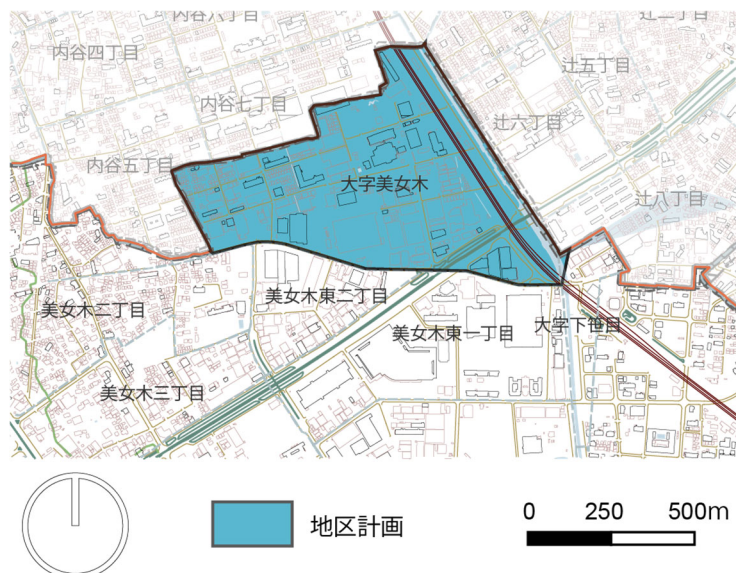 内谷六丁目
辻二丁目
内谷四丁目
辻五丁目
内谷七丁目
辻六丁目
内谷五丁目
大字美女木
辻八丁目
美女木東二丁目
美女木二丁目
美女木東一丁目
大字下笹目
美女木三丁目
地区計画
0 250 500m